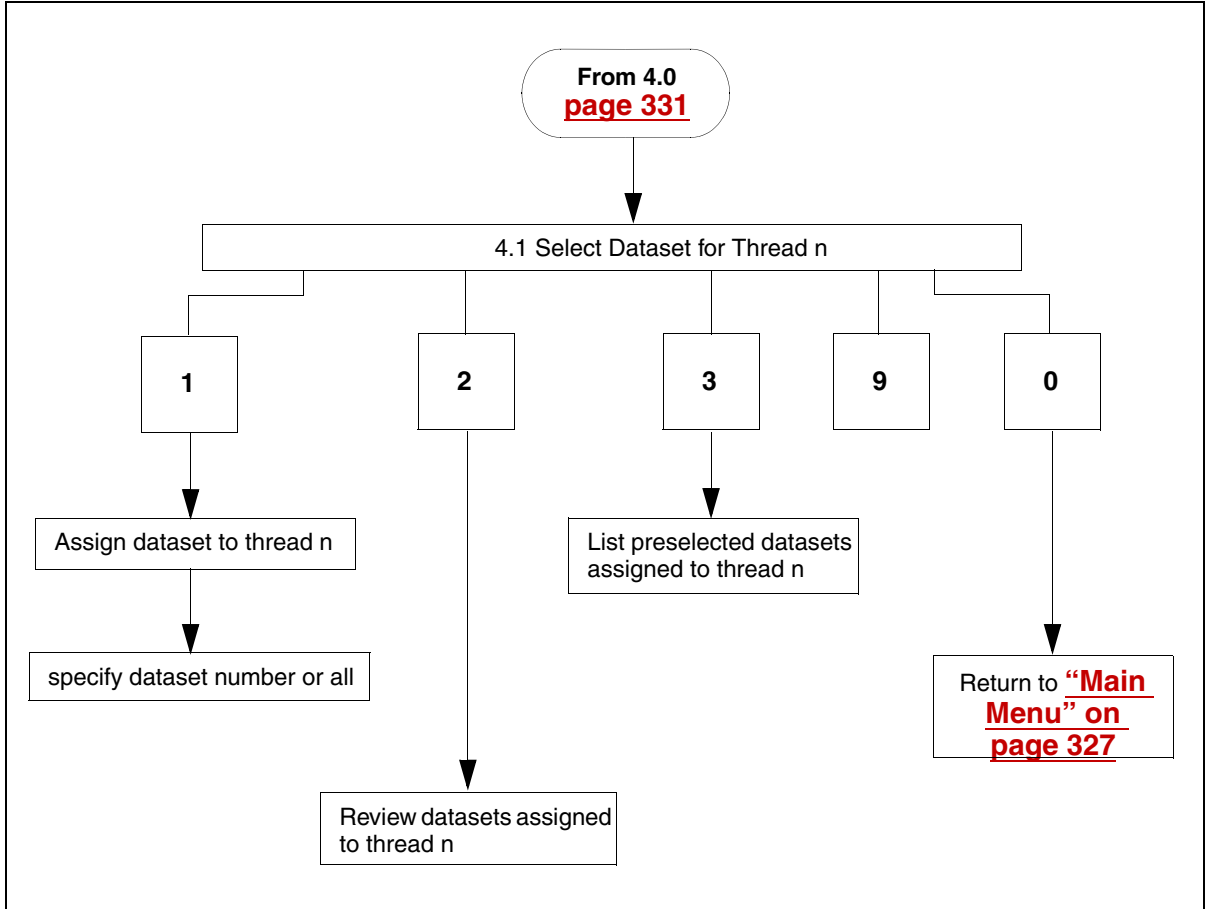 From 4.0
page 331
4.1 Select Dataset for Thread n
1
2
3
9
0
Assign dataset to thread n
List preselected datasets
assigned to thread n
specify dataset number or all
Return to “Main
Menu” on
page 327
Review datasets assigned
to thread n